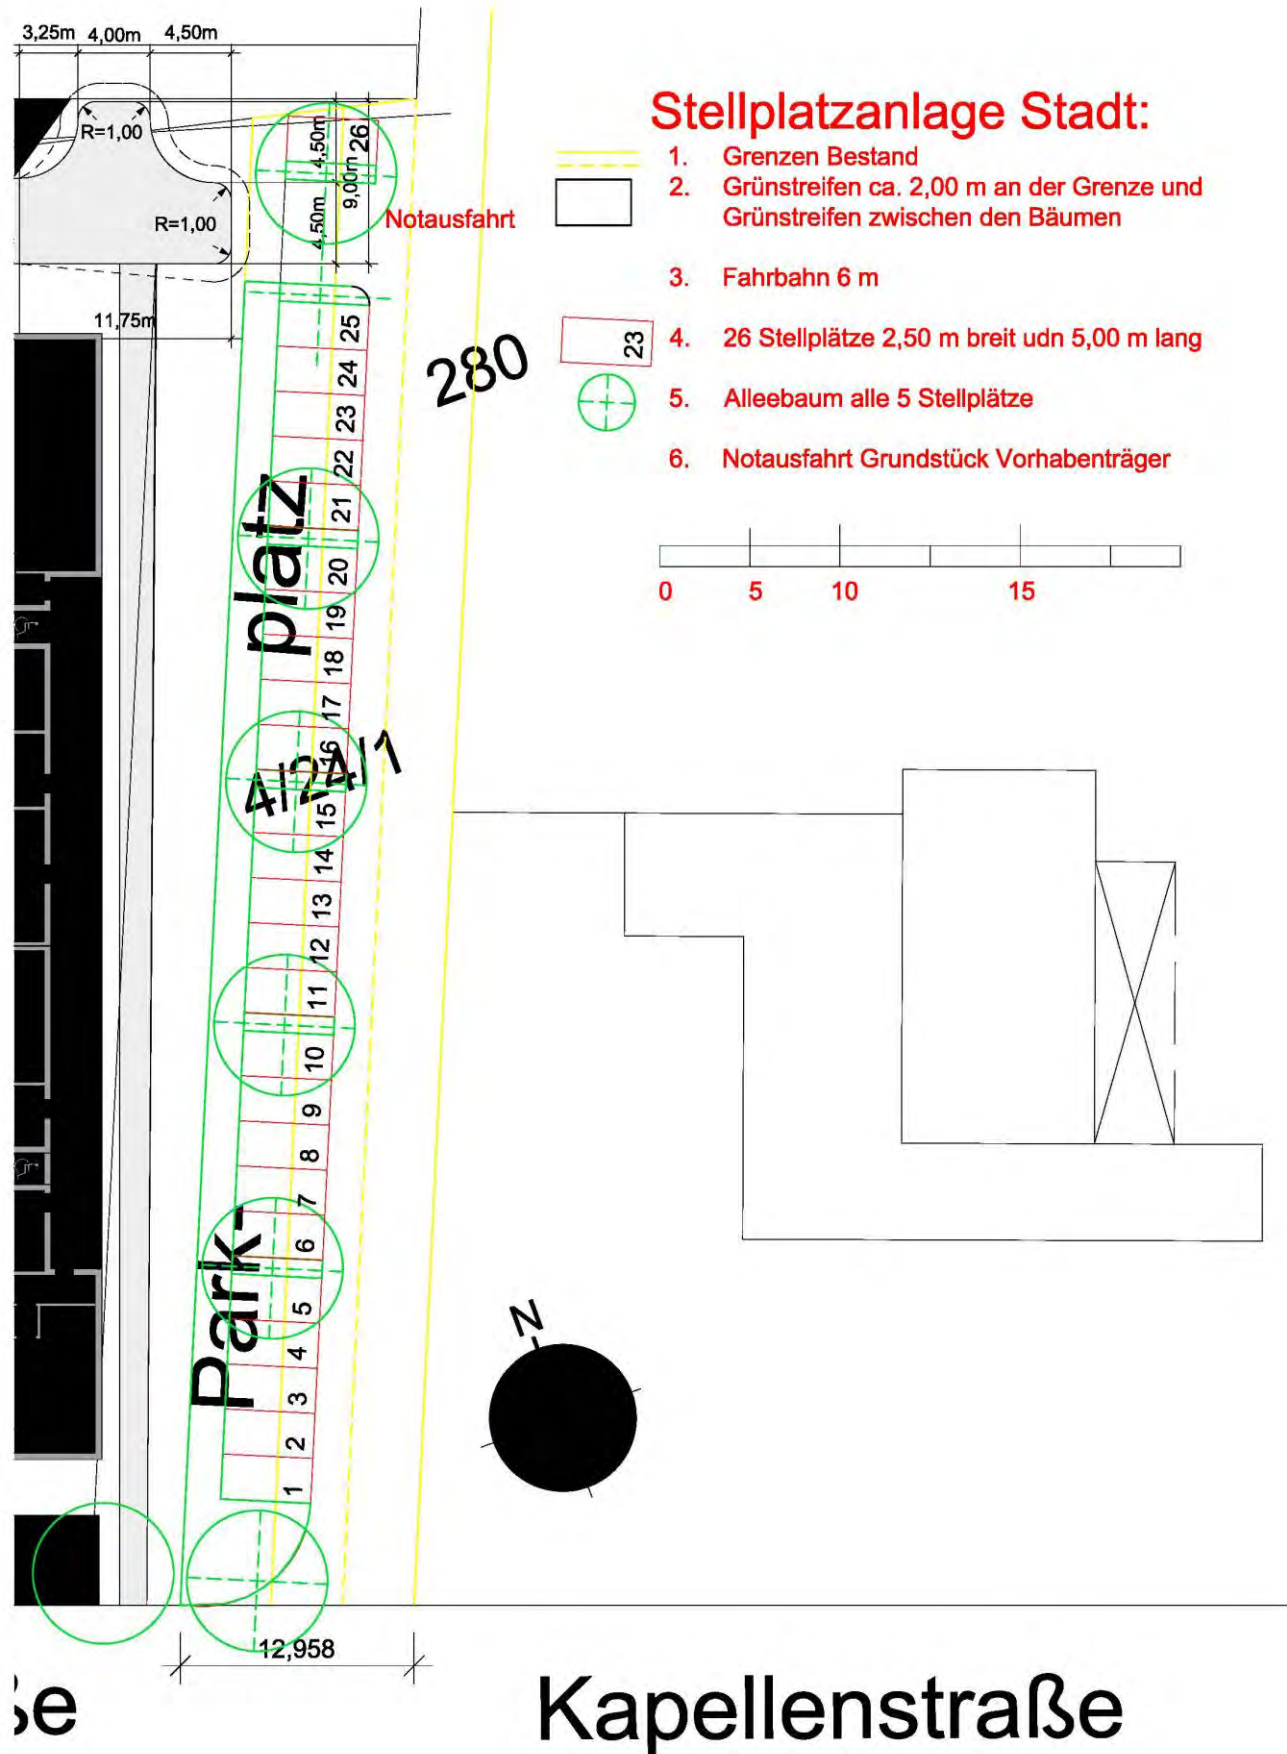 3,25m 4,00m 4,50m
R=1,00
R=1,00
11,75m
4,50m
4,50m
9,00m
26
Notausfahrt
Stellplatzanlage Stadt:
1. Grenzen Bestand
2. Grünstreifen ca. 2,00 m an der Grenze und
Grünstreifen zwischen den Bäumen
3. Fahrbahn 6 m
23
4. 26 Stellplätze 2,50 m breit udn 5,00 m lang
5. Alleebaum alle 5 Stellplätze
6. Notausfahrt Grundstück Vorhabenträger
0 5 10 15
280
25
24
23
22
21
20
19
18
17
16
15
14
13
12
11
10
9
8
7
6
5
4
3
2
1
Park-
platz
4/24/1
N
12,958
ße
Kapellenstraße